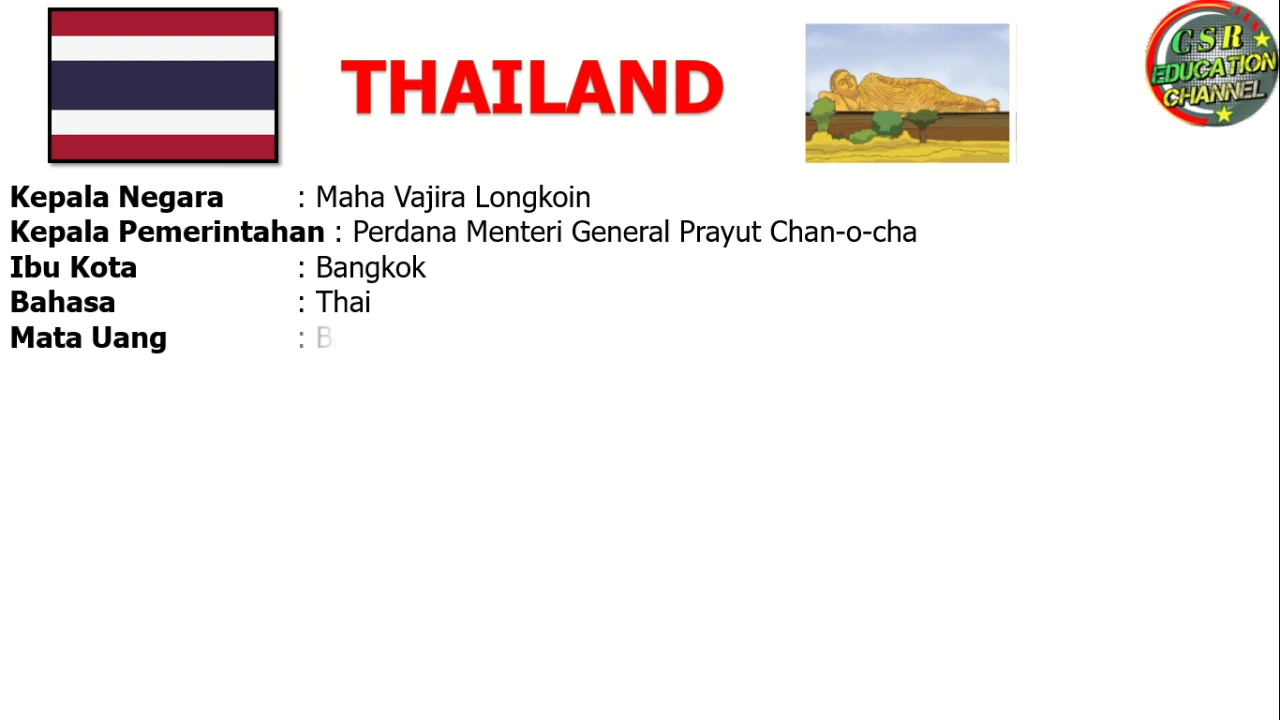 THAILAND
CSR
EDUCATION
CHANNEL
Kepala Negara : Maha Vajira Longkoin
Kepala Pemerintahan : Perdana Menteri General Prayut Chan-o-cha
Ibu Kota : Bangkok
Bahasa : Thai
Mata Uang : B